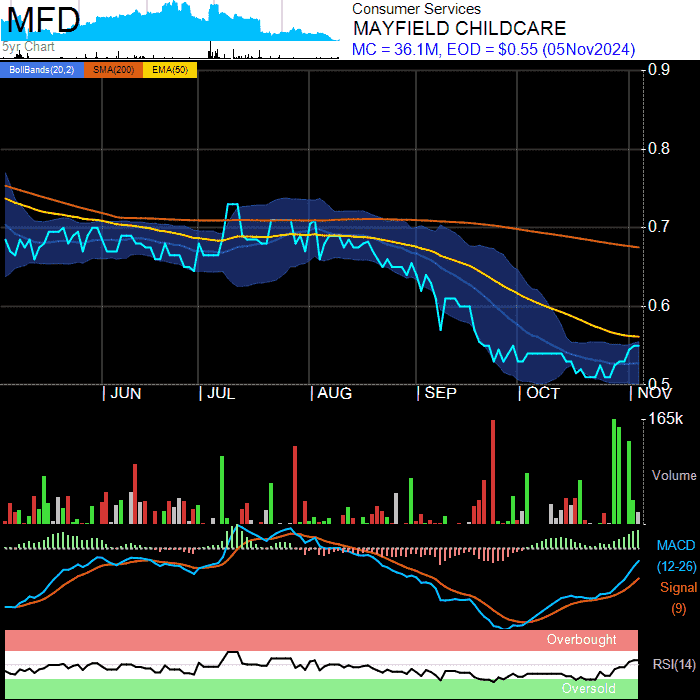 MFD
5yr Chart
Consumer Services
MAYFIELD CHILDCARE
MC = 36.1M, EOD = $0.55 (05Nov2024)
BollBands(20,2) SMA(200) EMA(50)
0.9
0.8
0.7
0.6
0.5
| JUN | JUL | AUG | SEP | OCT | NOV
165k
Volume
MACD
(12-26)
Signal
(9)
Overbought
RSI(14)
Oversold